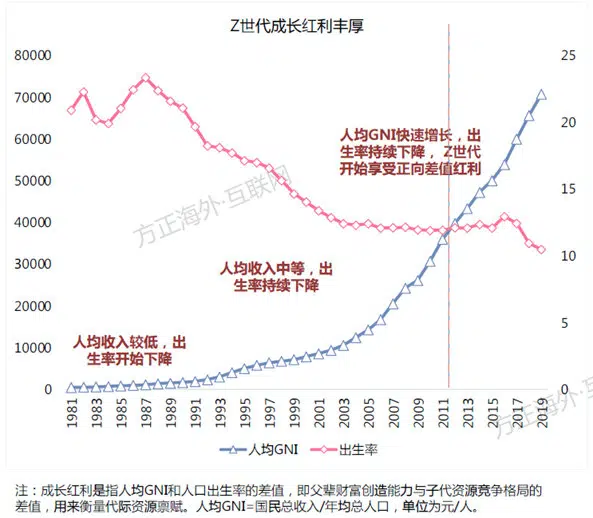 Z世代成长红利丰厚
80000
70000
60000
50000
40000
30000
20000
10000
0
25
20
15
10
5
0
人均GNI快速增长，出
生率持续下降，Z世代
开始享受正向差值红利
人均收入中等，出
生率持续下降
人均收入较低，出
生率开始下降
方正海外·互联网
方正海外·互联网
1981
1983
1985
1987
1989
1991
1993
1995
1997
1999
2001
2003
2005
2007
2009
2011
2013
2015
2017
2019
人均GNI
出生率
注：成长红利是指人均GNI和人口出生率的差值，即父辈财富创造能力与子代资源竞争格局的
差值，用来衡量代际资源禀赋。人均GNI=国民总收入/年均总人口，单位为元/人。